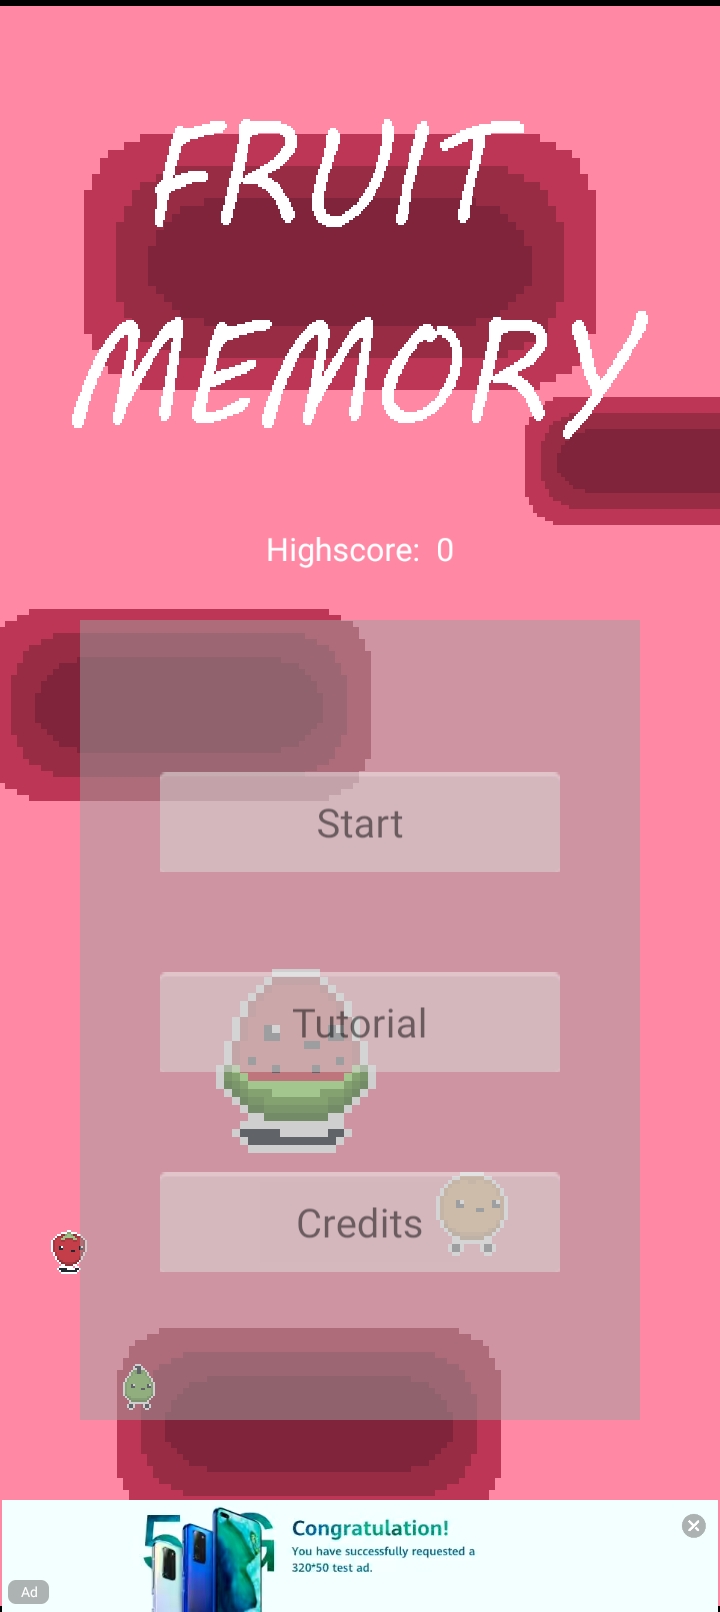 FRUIT
MEMORY
Highscore: 0
Start
Tutorial
Credits
5G
Congratulation!
You have successfully requested a
320*50 test ad.
Ad